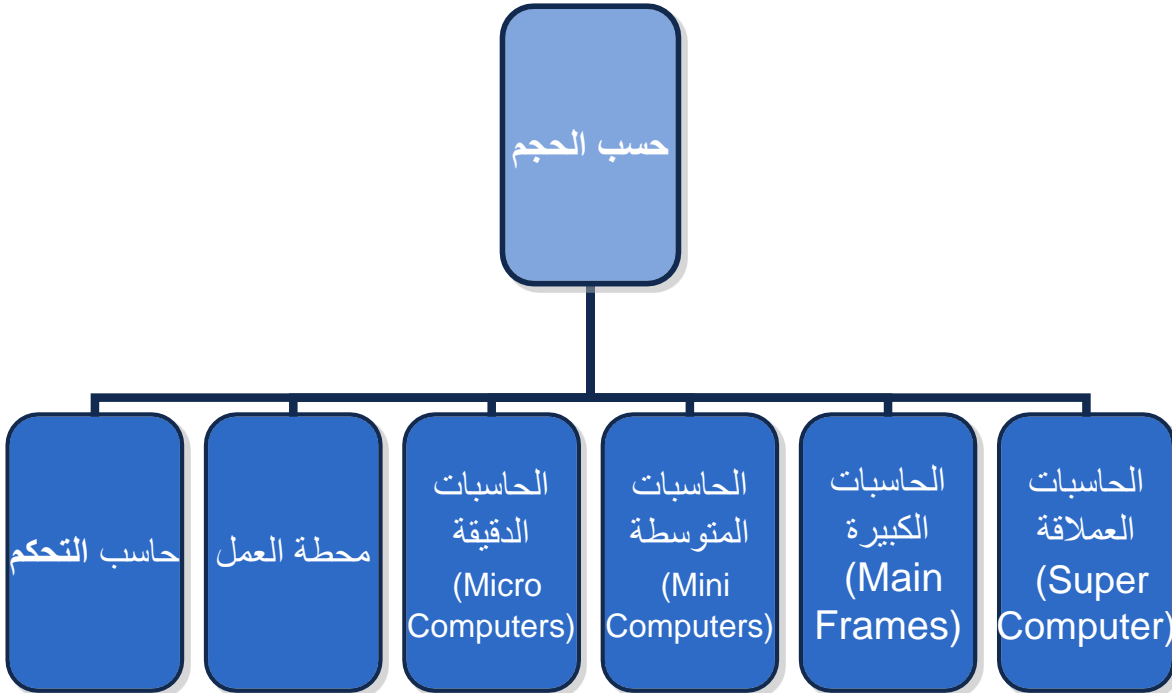 حسب الحجم
الحاسبات
العملاقة
(Super
Computer)
الحاسبات
الكبيرة
(Main
Frames)
الحاسبات
المتوسطة
(Mini
Computers)
الحاسبات
الدقيقة
(Micro
Computers)
محطة العمل
حاسب التحكم